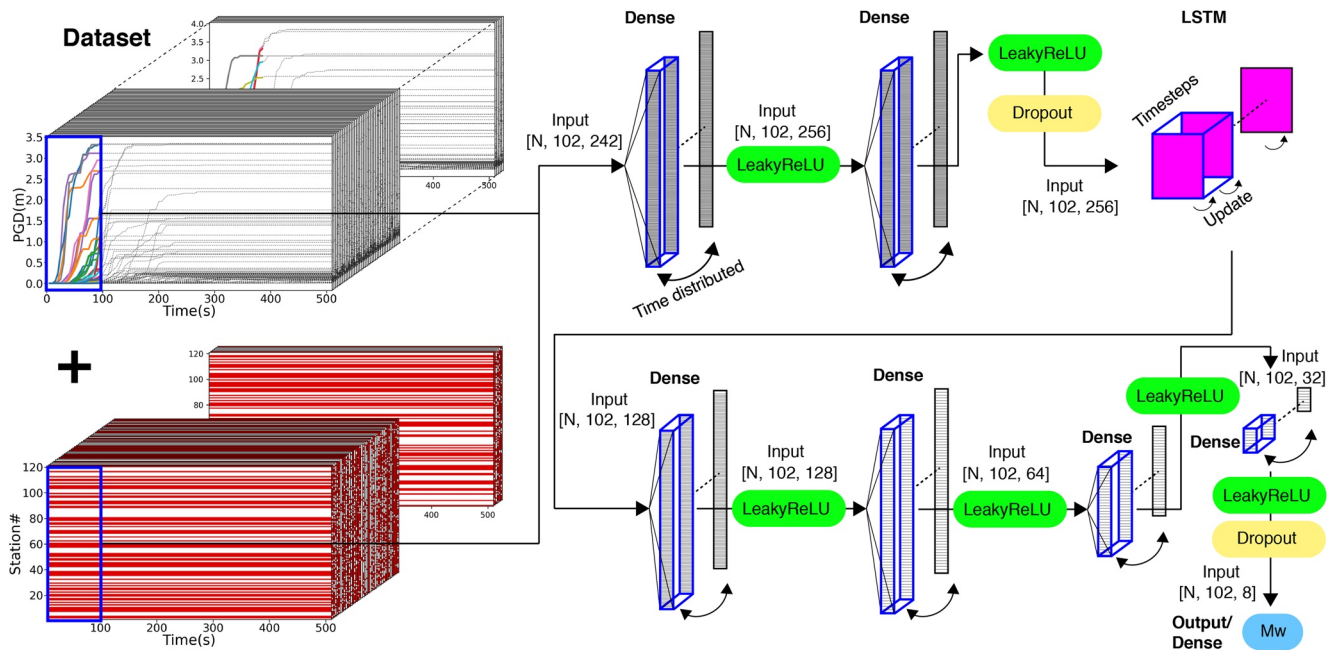 Dataset
4.0
3.5
3.0
2.5
400
500
3.5
3.0
2.5
2.0
1.5
1.0
0.5
0.0
PGD(m)
0
100
200
300
400
500
Time(s)
+
120
100
80
400
500
120
100
80
60
40
20
Station#
100
200
300
400
500
Time(s)
Input
[N, 102, 242]
Dense
Time distributed
Input
[N, 102, 256]
LeakyReLU
Dense
LeakyReLU
Dropout
Input
[N, 102, 256]
LSTM
Timesteps
Update
Input
[N, 102, 128]
Dense
Input
[N, 102, 128]
LeakyReLU
Dense
Input
[N, 102, 64]
LeakyReLU
Dense
LeakyReLU
Input
[N, 102, 32]
Dense
LeakyReLU
Dropout
Input
[N, 102, 8]
Output/
Dense
Mw